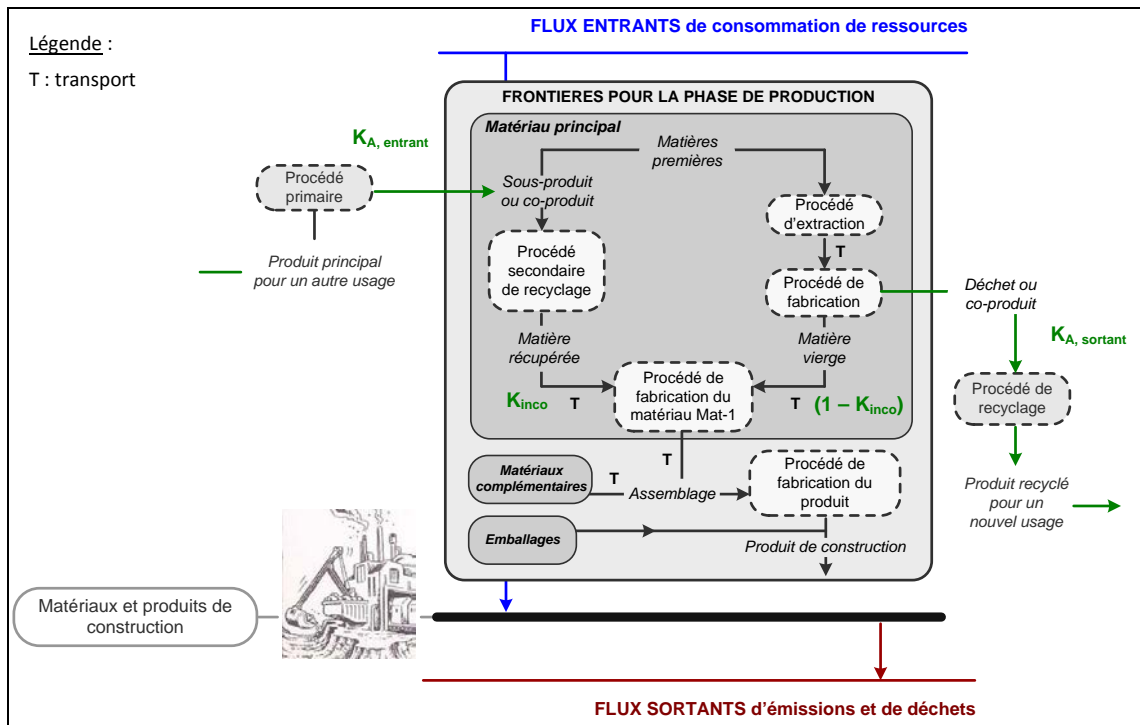 FLUX ENTRANTS de consommation de ressources
Légende :
T : transport
FRONTIERES POUR LA PHASE DE PRODUCTION
Matériau principal
K A, entrant
Matières
premières
Procédé
primaire
Sous-produit
ou co-produit
Procédé
d'extraction
T
Produit principal
pour un autre usage
Procédé
secondaire
de recyclage
Procédé de
fabrication
Déchet ou
co-produit
Matière
récupérée
Matière
vierge
K A, sortant
Procédé de
fabrication du
matériau Mat-1
K inco T
T (1 – K inco)
Procédé de
recyclage
T
Matériaux
complémentaires
T
Assemblage
Procédé de
fabrication du
produit
Produit recyclé
pour un
nouvel usage
Emballages
Produit de construction
Matériaux et produits de
construction
FLUX SORTANTS d'émissions et de déchets